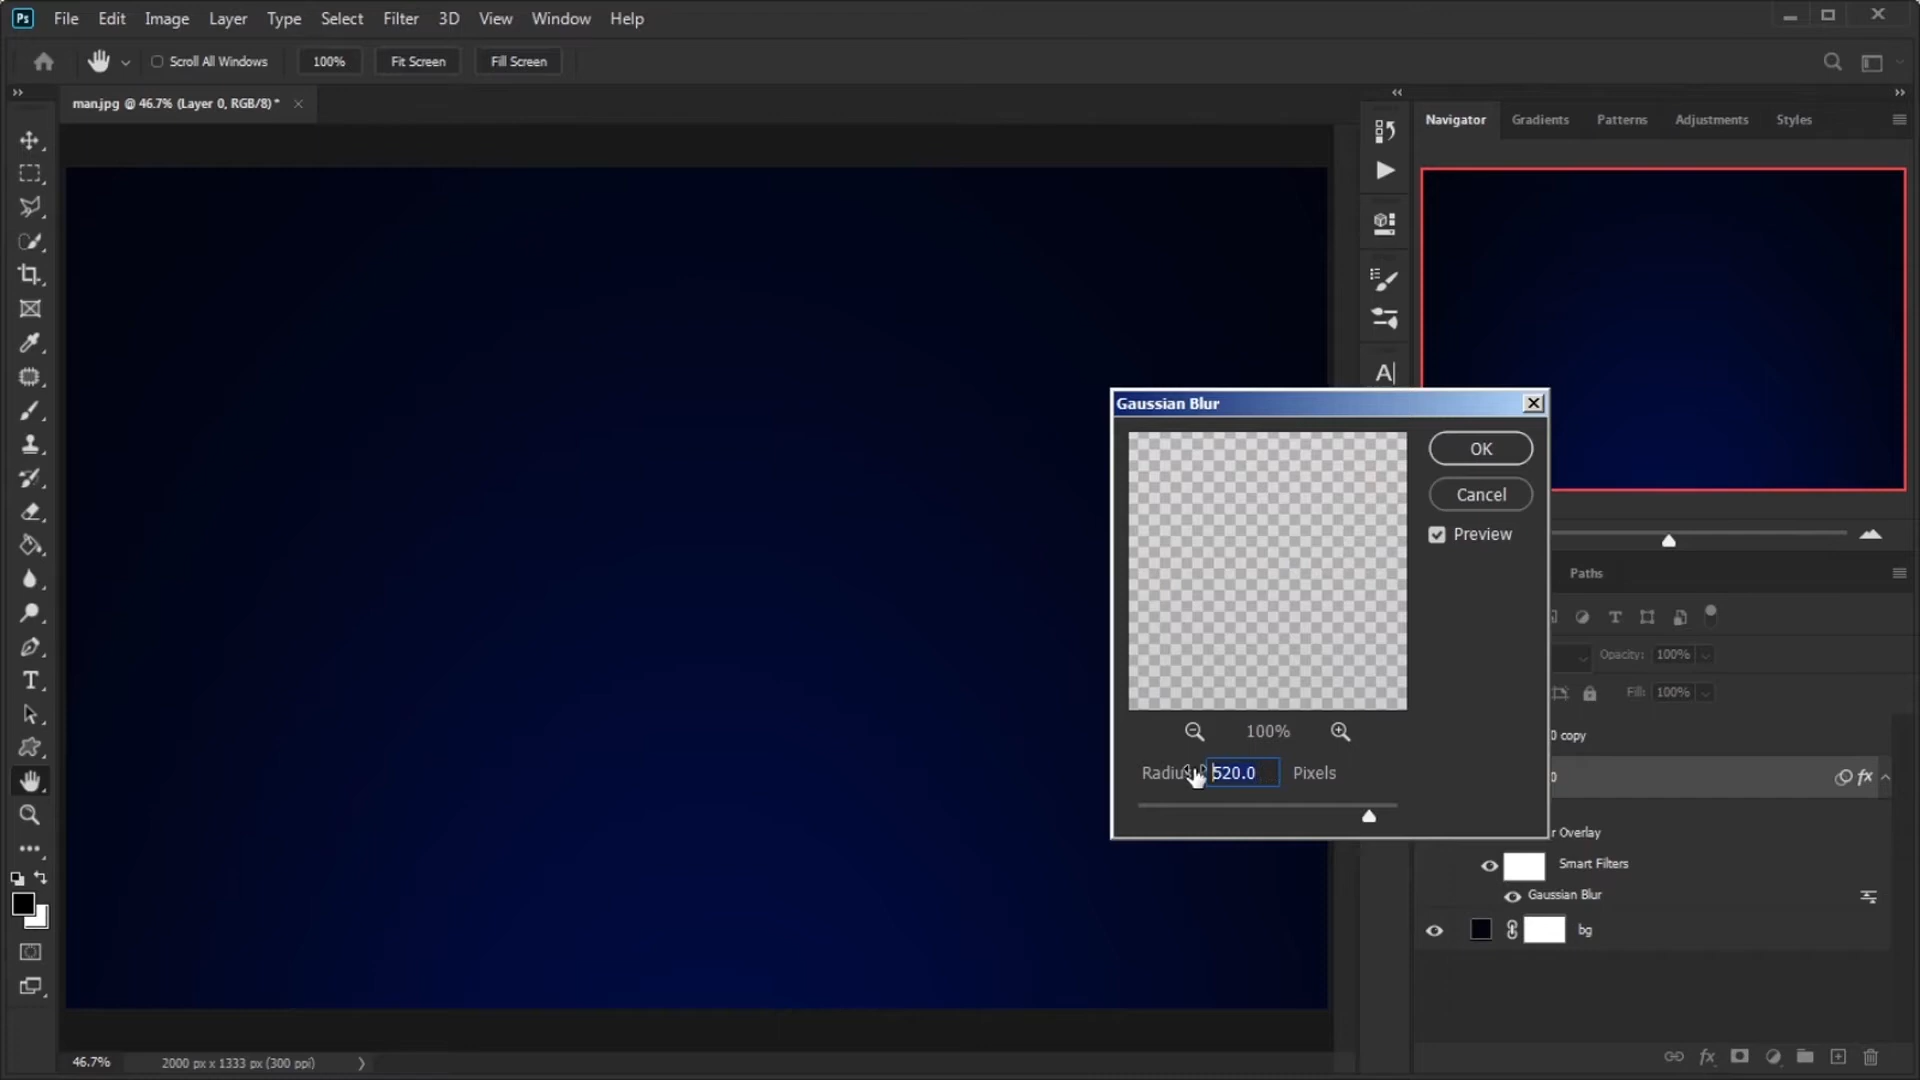 Ps File Edit Image Layer Type Select Filter 3D View Window Help
Scroll All Windows 100% Fit Screen Fill Screen
man.jpg @ 46.7% (Layer 0, RGB/8) *
Navigator Gradients Patterns Adjustments Styles
Gaussian Blur
OK
Cancel
Preview
100%
Radius: 520.0 Pixels
Paths
Opacity: 100%
Fill: 100%
0 copy
0
r Overlay
Smart Filters
Gaussian Blur
bg
46.7% 2000 px x 1333 px (300 ppi)